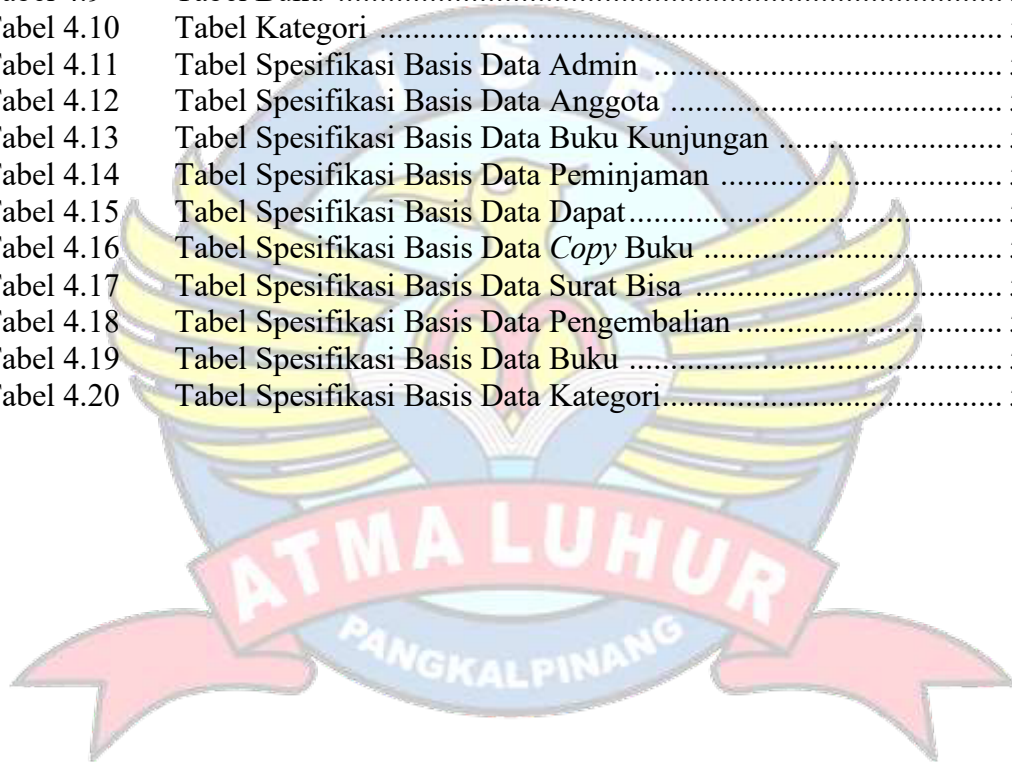 Tabel 4.10 Tabel Kategori ........................................................................
Tabel 4.11 Tabel Spesifikasi Basis Data Admin ..........................................
Tabel 4.12 Tabel Spesifikasi Basis Data Anggota ........................................
Tabel 4.13 Tabel Spesifikasi Basis Data Buku Kunjungan ...........................
Tabel 4.14 Tabel Spesifikasi Basis Data Peminjaman ..................................
Tabel 4.15 Tabel Spesifikasi Basis Data Dapat.............................................
Tabel 4.16 Tabel Spesifikasi Basis Data Copy Buku ....................................
Tabel 4.17 Tabel Spesifikasi Basis Data Surat Bisa .....................................
Tabel 4.18 Tabel Spesifikasi Basis Data Pengembalian ................................
Tabel 4.19 Tabel Spesifikasi Basis Data Buku .............................................
Tabel 4.20 Tabel Spesifikasi Basis Data Kategori.........................................
I S B
ATMA LUHUR
PANGKALPINANG